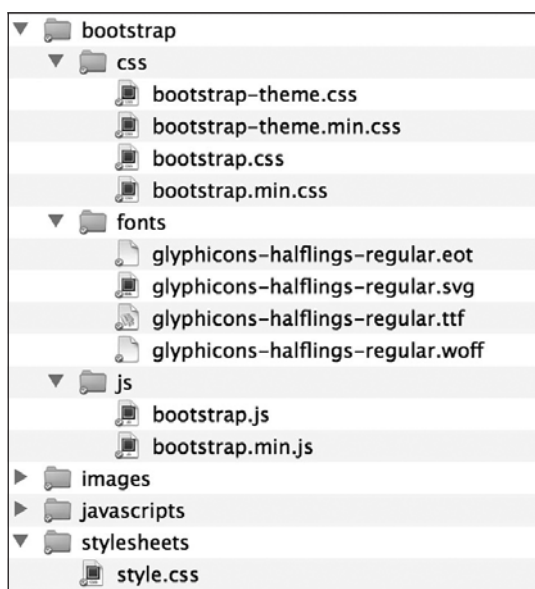 bootstrap
css
bootstrap-theme.css
bootstrap-theme.min.css
bootstrap.css
bootstrap.min.css
fonts
glyphicons-halflings-regular.eot
glyphicons-halflings-regular.svg
glyphicons-halflings-regular.ttf
glyphicons-halflings-regular.woff
js
bootstrap.js
bootstrap.min.js
images
javascripts
stylesheets
style.css